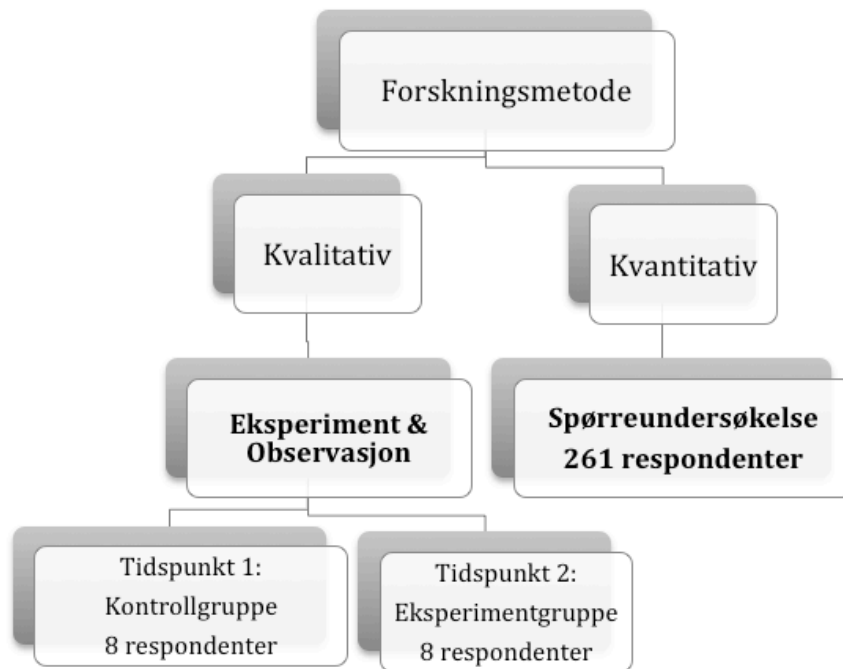 Forskningsmetode
Kvalitativ
Kvantitativ
Eksperiment &
Observasjon
Spørreundersøkelse
261 respondenter
Tidspunkt 1:
Kontrollgruppe
8 respondenter
Tidspunkt 2:
Eksperimentgruppe
8 respondenter